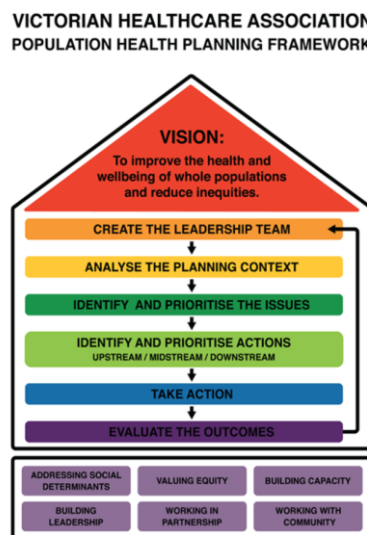 VICTORIAN HEALTHCARE ASSOCIATION
POPULATION HEALTH PLANNING FRAMEWORK
VISION:
To improve the health and
wellbeing of whole populations
and reduce inequities.
CREATE THE LEADERSHIP TEAM
ANALYSE THE PLANNING CONTEXT
IDENTIFY AND PRIORITISE THE ISSUES
IDENTIFY AND PRIORITISE ACTIONS
UPSTREAM / MIDSTREAM / DOWNSTREAM
TAKE ACTION
EVALUATE THE OUTCOMES
ADDRESSING SOCIAL
DETERMINANTS
VALUING EQUITY
BUILDING CAPACITY
BUILDING
LEADERSHIP
WORKING IN
PARTNERSHIP
WORKING WITH
COMMUNITY